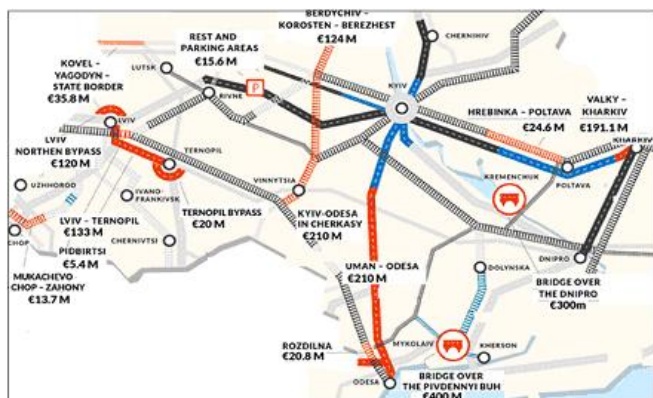 BERDYCHIV -
KOROSTEN – BEREZHEST
€124 M
CHERNIHIV
REST AND
PARKING AREAS
€15.6 M
KOVEL –
YAGODYN –
STATE BORDER
€35.8 M
LUTSK
P
RIVNE
KYIV
HREBINKA – POLTAVA
€24.6 M
VALKY –
KHARKIV
€191.1 M
KHARKIV
LVIV
LVIV
NORTHEN BYPASS
€120 M
TERNOPIL
UZHHOROD
IVANO-
FRANKIVSK
VINNYTSIA
KREMENCHUK
POLTAVA
TERNOPIL BYPASS
€20 M
KYIV-ODESA
IN CHERKASY
€210 M
LVIV – TERNOPIL
€133 M
CHERNIVTSI
PIDBIRTSI
€5.4 M
CHOP
MUKACHEVO
-CHOP – ZAHONY
€13.7 M
UMAN – ODESA
€210 M
DOLYNSKA
DNIPRO
BRIDGE OVER
THE DNIPRO
€300m
ROZDILNA
€20.8 M
MYKOLAIV
KHERSON
ODESA
BRIDGE OVER
THE PIVDENNYI BUH
€400 M